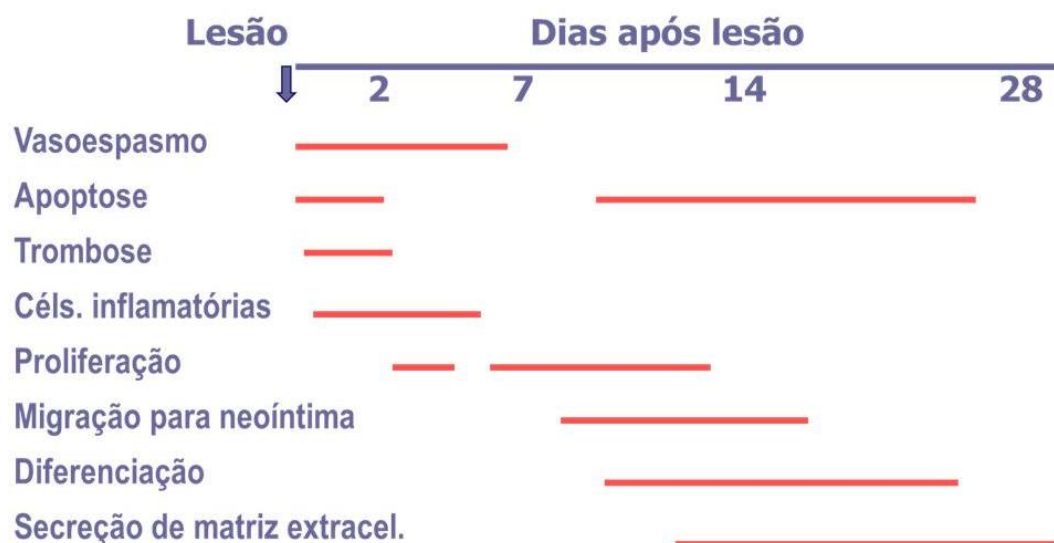 Lesão Dias após lesão
2 7 14 28
Vasoespasmo
Apoptose
Trombose
Céls. inflamatórias
Proliferação
Migração para neoíntima
Diferenciação
Secreção de matriz extracel.